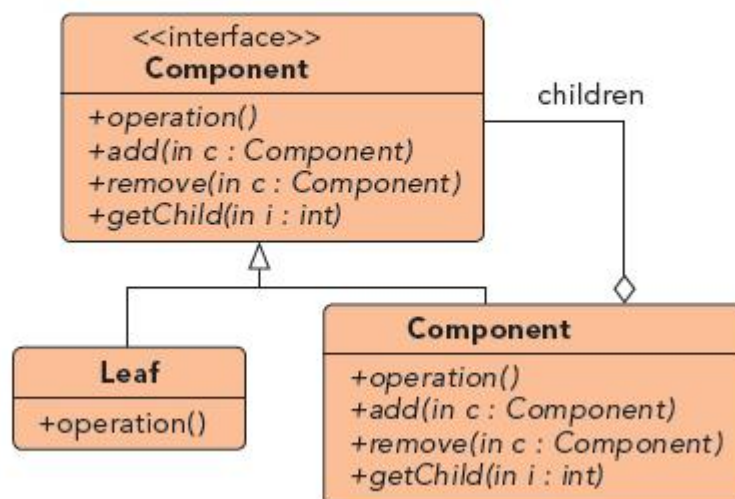 <<interface>>
Component
+operation()
+add(in c : Component)
+remove(in c : Component)
+getChild(in i : int)
children
Leaf
+operation()
Component
+operation()
+add(in c : Component)
+remove(in c : Component)
+getChild(in i : int)